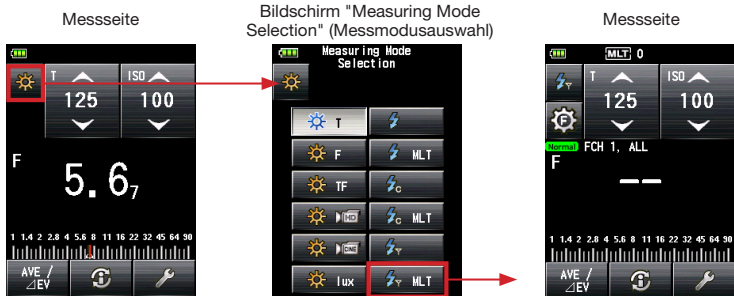 Messseite
Bildschirm "Measuring Mode
Selection" (Messmodusauswahl)
Messseite
T
125
ISO
100
F
5.6₇
1 1.4 2 2.8 4 5.6 8 11 16 22 32 45 64 90
AVE /
⊿EV
Measuring Mode
Selection
T
F
MLT
TF
C
HD
C MLT
CINE
Y
lux
Y MLT
MLT 0
Y
T
125
ISO
100
F
Normal FCH 1, ALL
F
--
1 1.4 2 2.8 4 5.6 8 11 16 22 32 45 64 90
AVE /
⊿EV